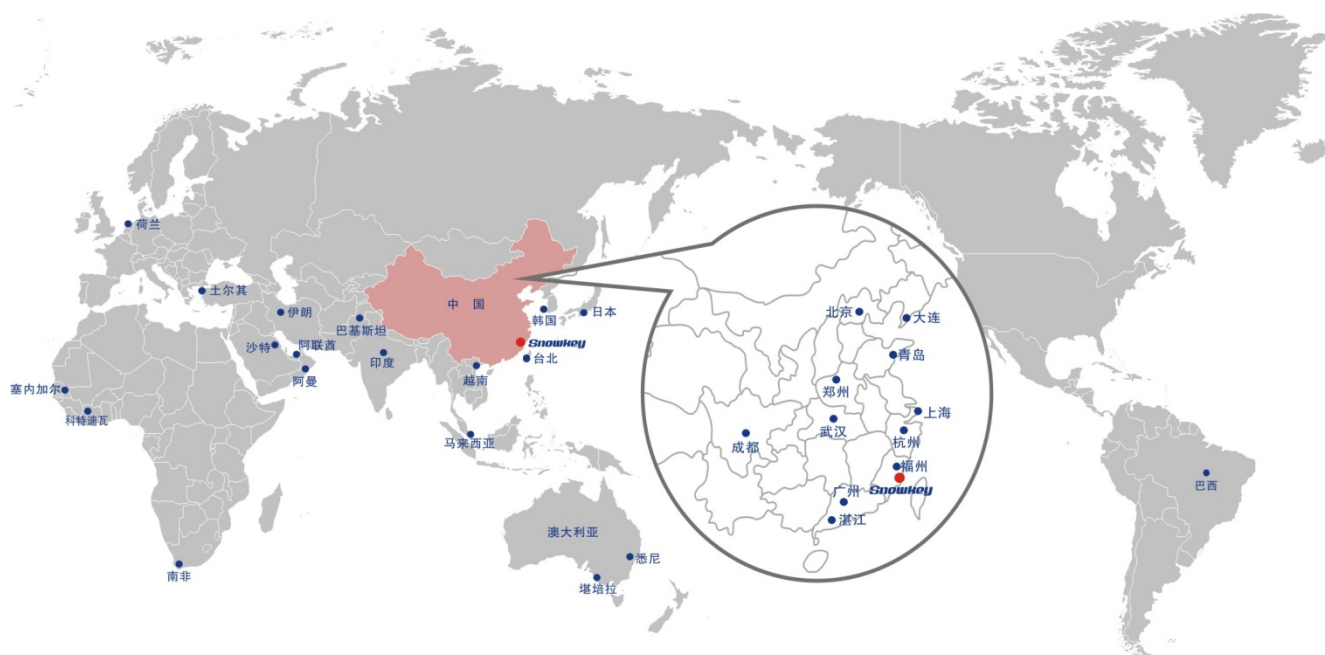 荷兰
土尔其
伊朗
巴基斯坦
中 国
韩国
日本
沙特
阿联酋
印度
Snowkey
台北
阿曼
越南
塞内加尔
科特迪瓦
马来西亚
澳大利亚
悉尼
堪培拉
南非
巴西
北京
大连
青岛
郑州
上海
武汉
杭州
成都
福州
Snowkey
广州
湛江